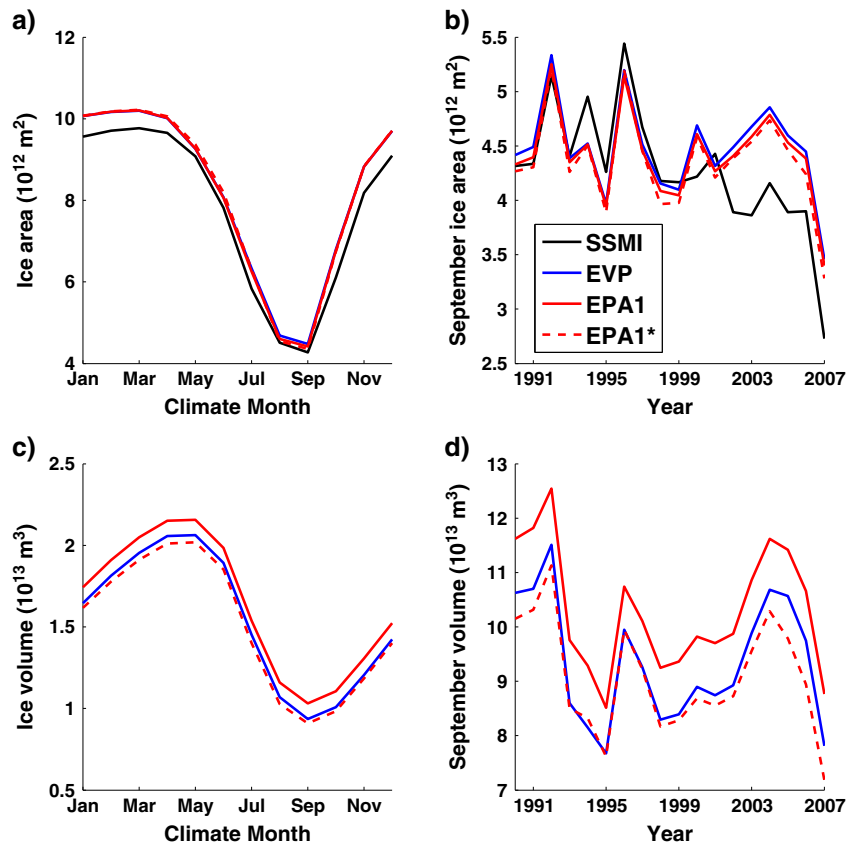 a)
12
10
8
6
4
Ice area (10¹² m²)
Jan Mar May Jul Sep Nov
Climate Month
b)
5.5
5
4.5
4
3.5
3
2.5
September ice area (10¹² m²)
SSMI
EVP
EPA1
EPA1*
1991 1995 1999 2003 2007
Year
c)
2.5
2
1.5
1
0.5
Ice volume (10¹³ m³)
Jan Mar May Jul Sep Nov
Climate Month
d)
13
12
11
10
9
8
7
September volume (10¹³ m³)
1991 1995 1999 2003 2007
Year